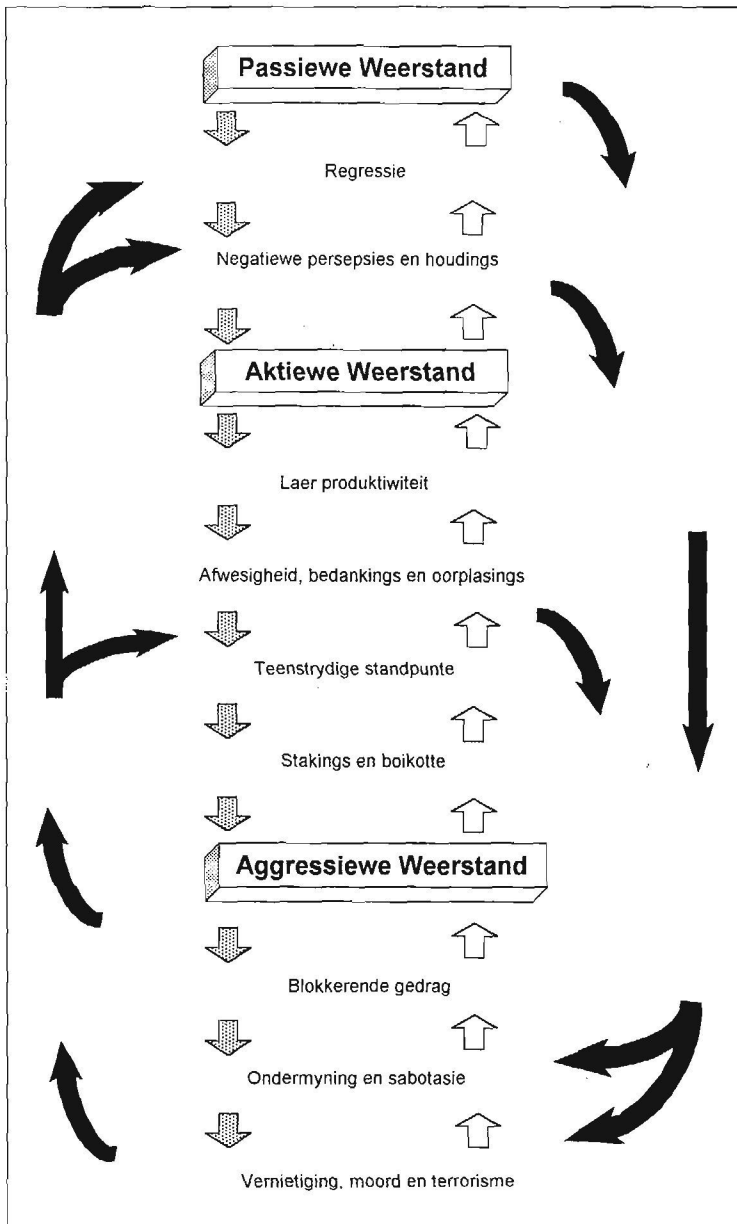 Passiewe Weerstand
Regressie
Negatiewe persepsies en houdings
Aktiewe Weerstand
Laer produktiwiteit
Afwesigheid, bedankings en oorplasings
Teenstrydige standpunte
Stakings en boikotte
Aggressiewe Weerstand
Blokkerende gedrag
Ondermyning en sabotasie
Vernietiging, moord en terrorisme